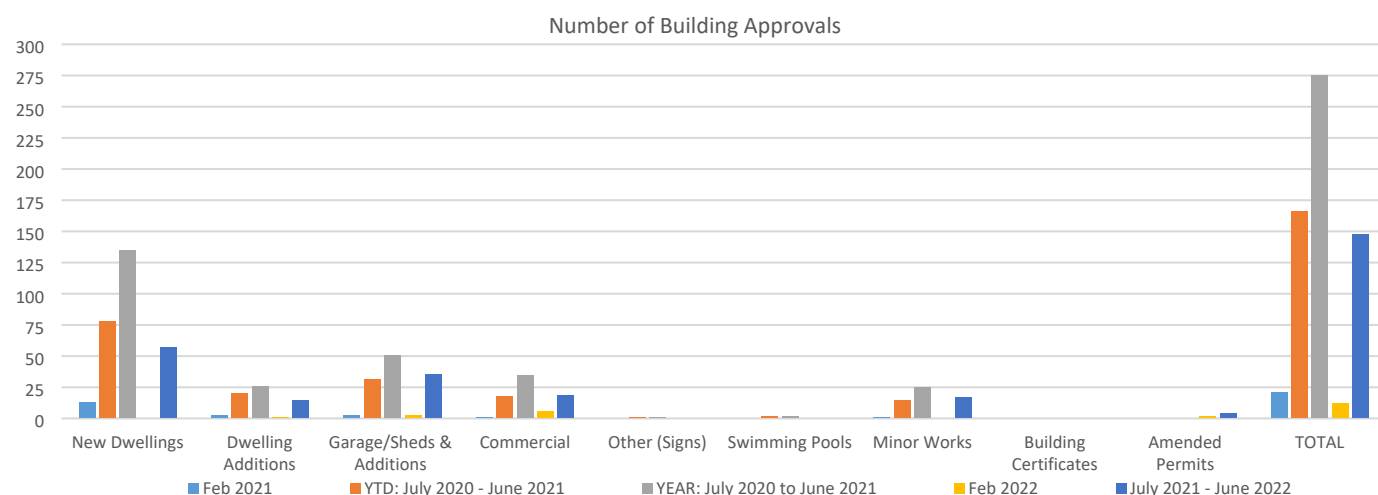 Number of Building Approvals
300
275
250
225
200
175
150
125
100
75
50
25
0
New Dwellings
Dwelling
Additions
Garage/Sheds &
Additions
Commercial
Other (Signs)
Swimming Pools
Minor Works
Building
Certificates
Amended
Permits
TOTAL
Feb 2021
YTD: July 2020 - June 2021
YEAR: July 2020 to June 2021
Feb 2022
July 2021 - June 2022